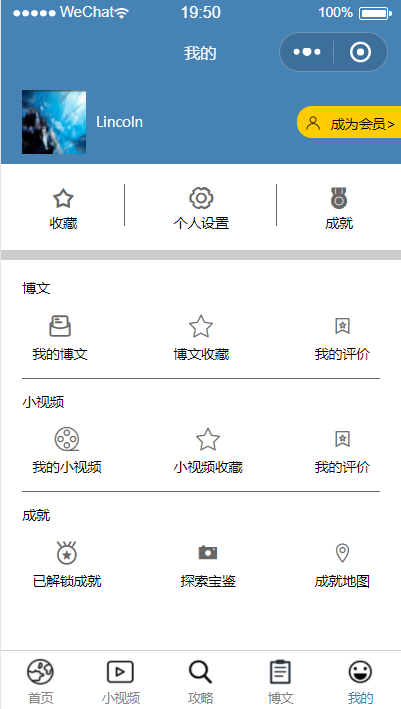 WeChat 19:50 100%
我的
Lincoln
成为会员>
收藏 个人设置 成就
博文
我的博文 博文收藏 我的评价
小视频
我的小视频 小视频收藏 我的评价
成就
已解锁成就 探索宝鉴 成就地图
首页 小视频 攻略 博文 我的